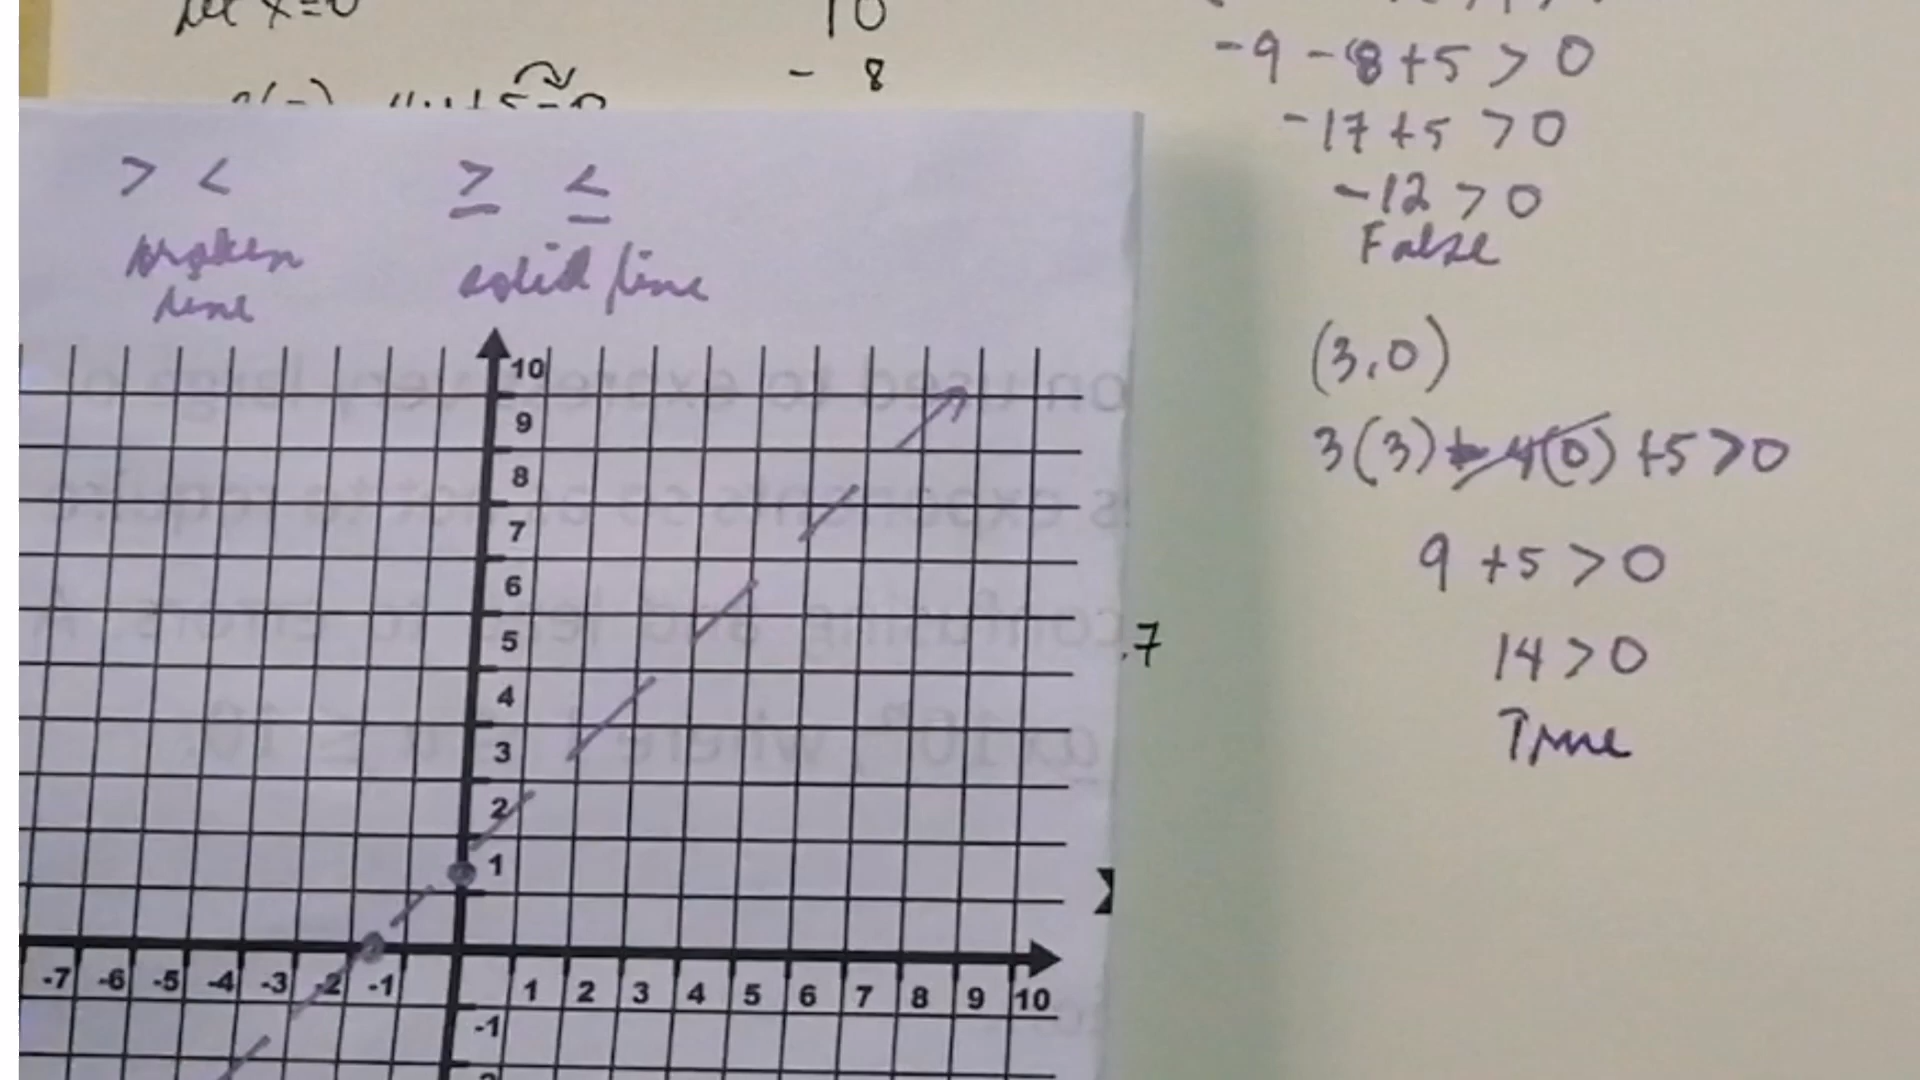 let x=0
10
- 8
-9 -8+5 > 0
-17 +5 >0
-12 > 0
False
> < ≥ ≤
broken
line
solid line
(3,0)
3(3) - 4(0) +5 >0
9 +5 > 0
14 > 0
True
.7
10
9
8
7
6
5
4
3
2
1
-7 -6 -5 -4 -3 -2 -1 1 2 3 4 5 6 7 8 9 10
-1